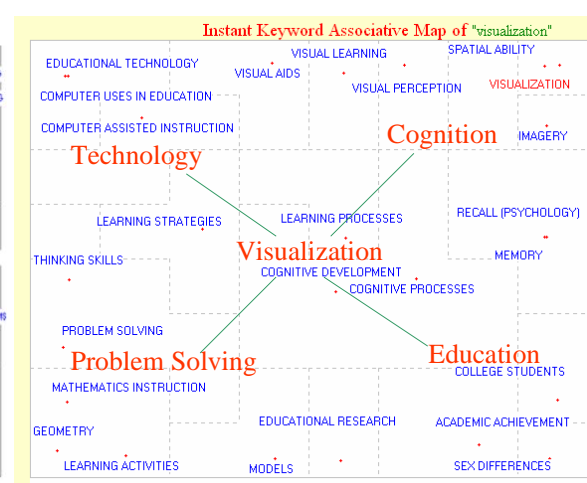 Instant Keyword Associative Map of "visualization"
VISUAL LEARNING
SPATIAL ABILITY
EDUCATIONAL TECHNOLOGY
VISUAL AIDS
VISUAL PERCEPTION
VISUALIZATION
COMPUTER USES IN EDUCATION
COMPUTER ASSISTED INSTRUCTION
Cognition
IMAGERY
Technology
LEARNING STRATEGIES
LEARNING PROCESSES
RECALL (PSYCHOLOGY)
Visualization
THINKING SKILLS
MEMORY
COGNITIVE DEVELOPMENT
COGNITIVE PROCESSES
PROBLEM SOLVING
Problem Solving
Education
COLLEGE STUDENTS
MATHEMATICS INSTRUCTION
GEOMETRY
EDUCATIONAL RESEARCH
ACADEMIC ACHIEVEMENT
LEARNING ACTIVITIES
MODELS
SEX DIFFERENCES